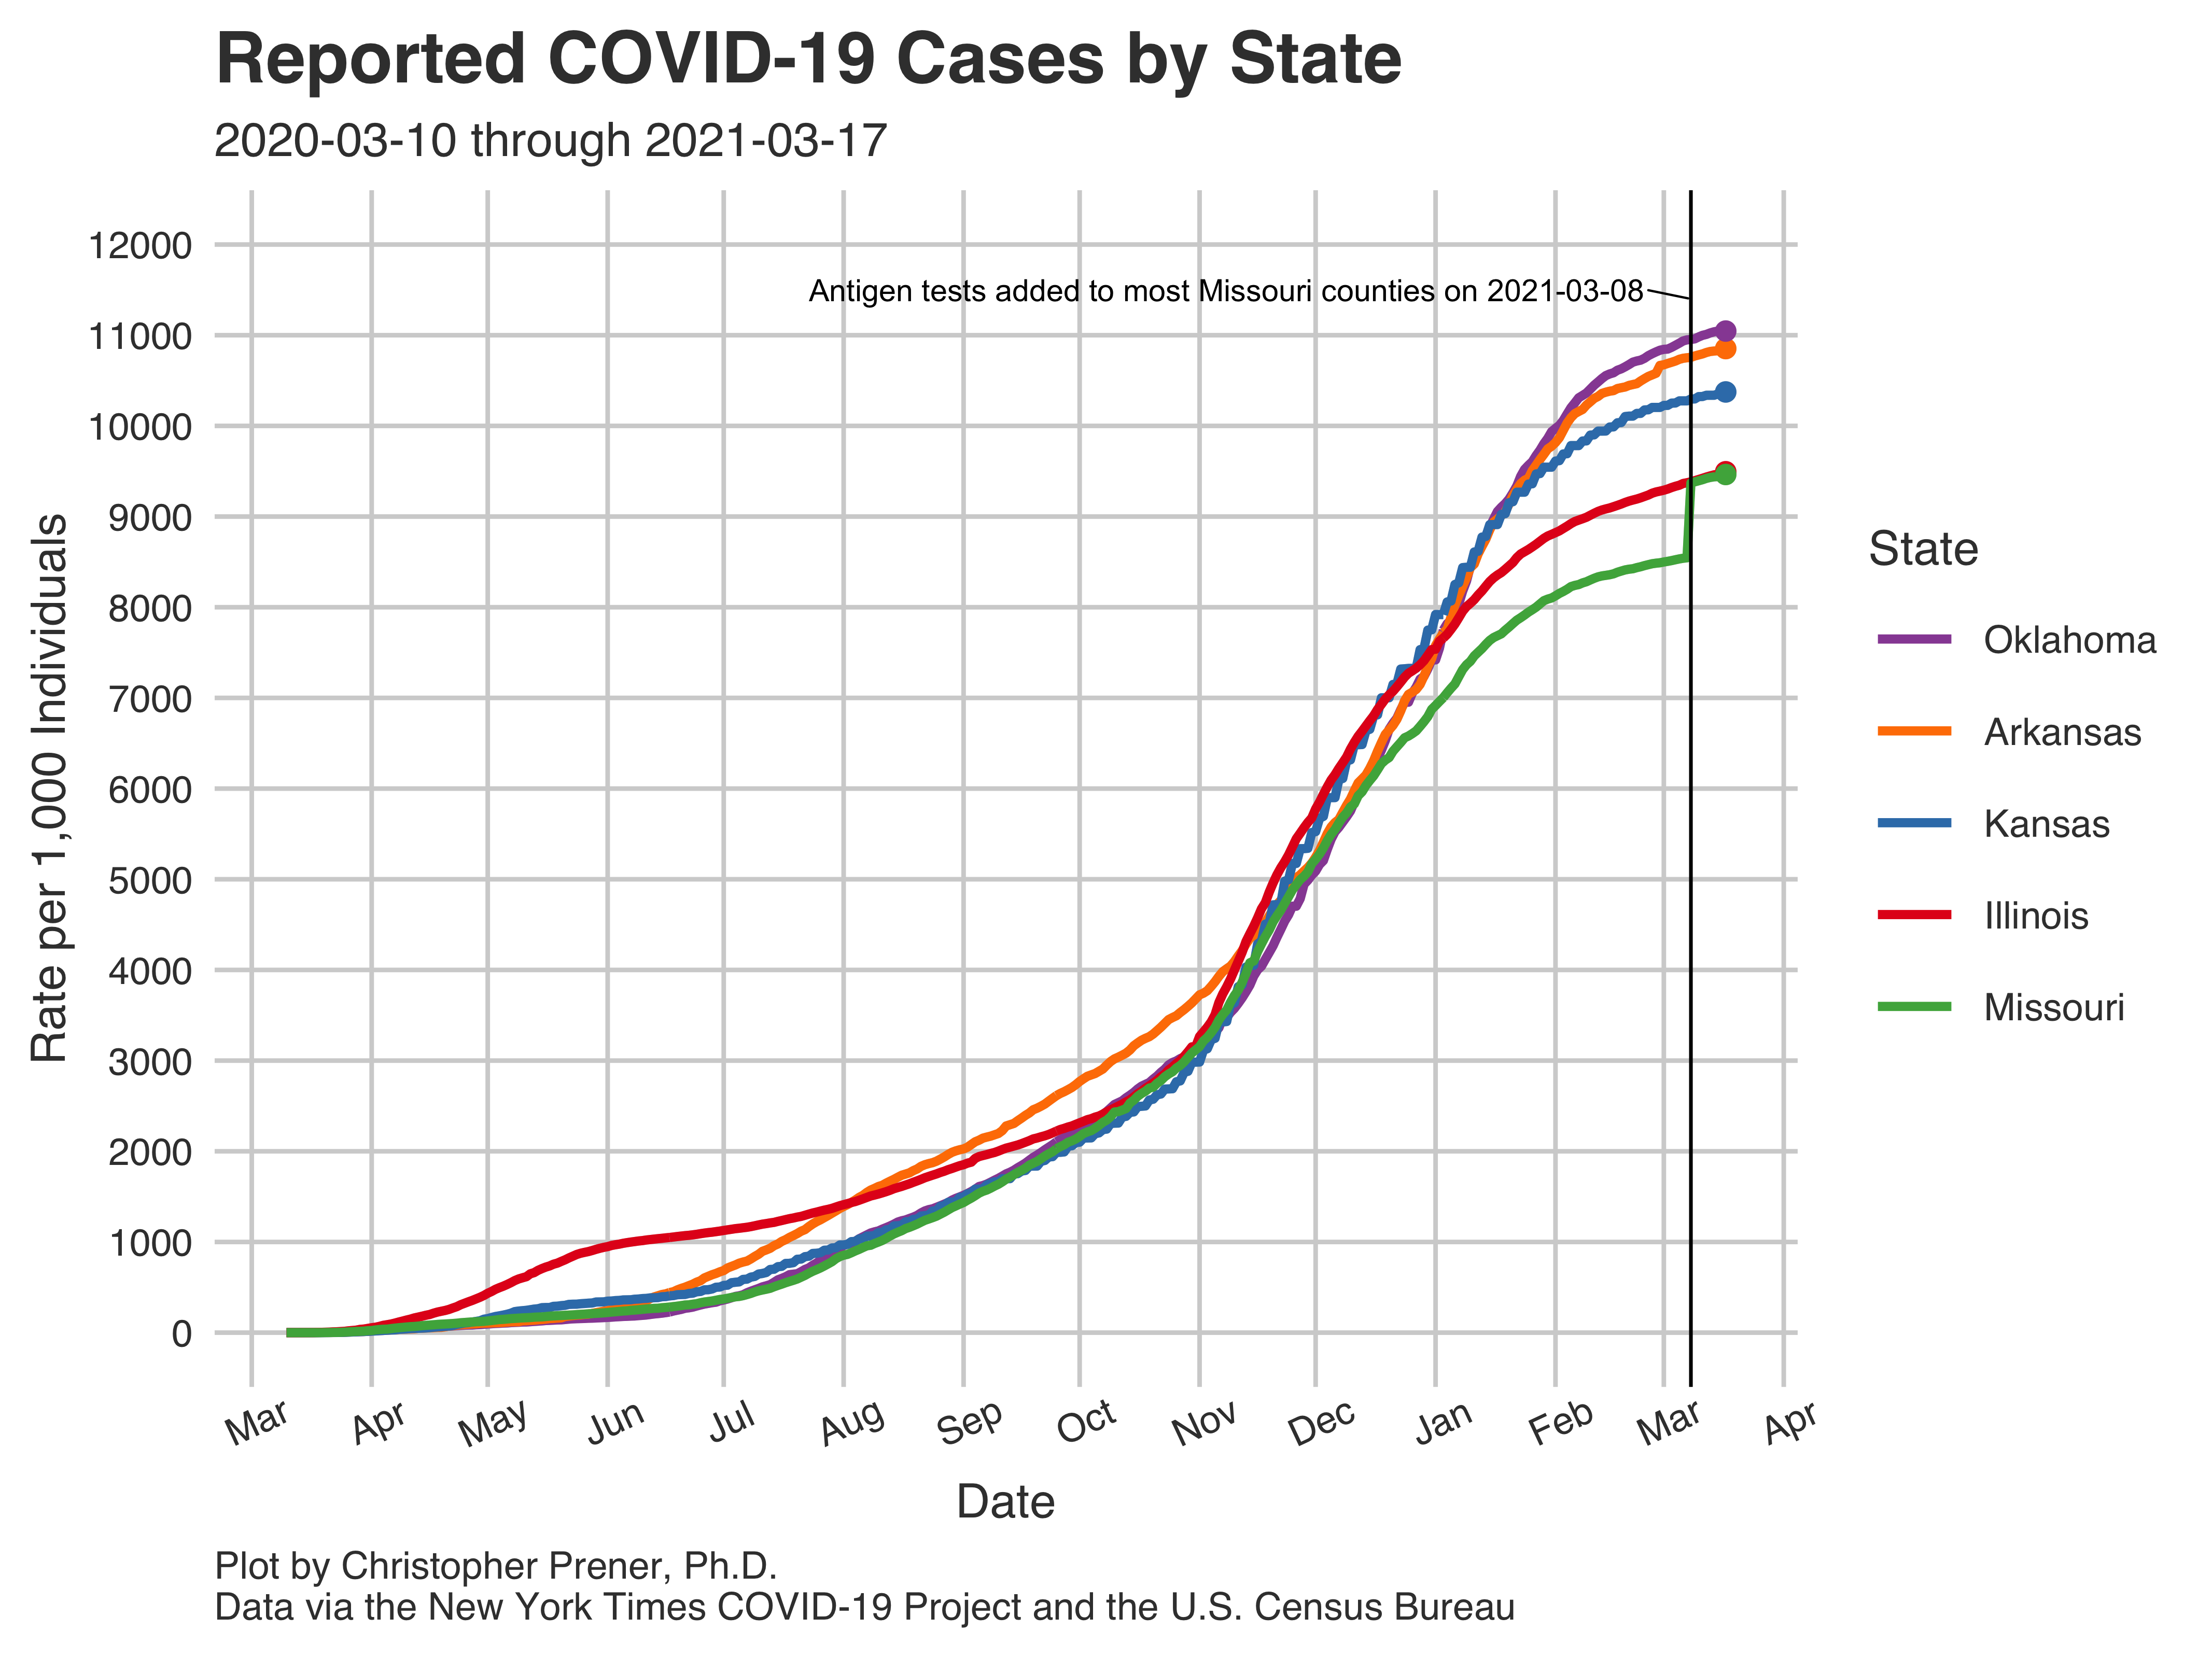 Reported COVID-19 Cases by State
2020-03-10 through 2021-03-17
12000
Antigen tests added to most Missouri counties on 2021-03-08
11000
10000
9000
8000
7000
6000
5000
4000
3000
2000
1000
0
Rate per 1,000 Individuals
State
Oklahoma
Arkansas
Kansas
Illinois
Missouri
Mar Apr May Jun Jul Aug Sep Oct Nov Dec Jan Feb Mar Apr
Date
Plot by Christopher Prener, Ph.D.
Data via the New York Times COVID-19 Project and the U.S. Census Bureau